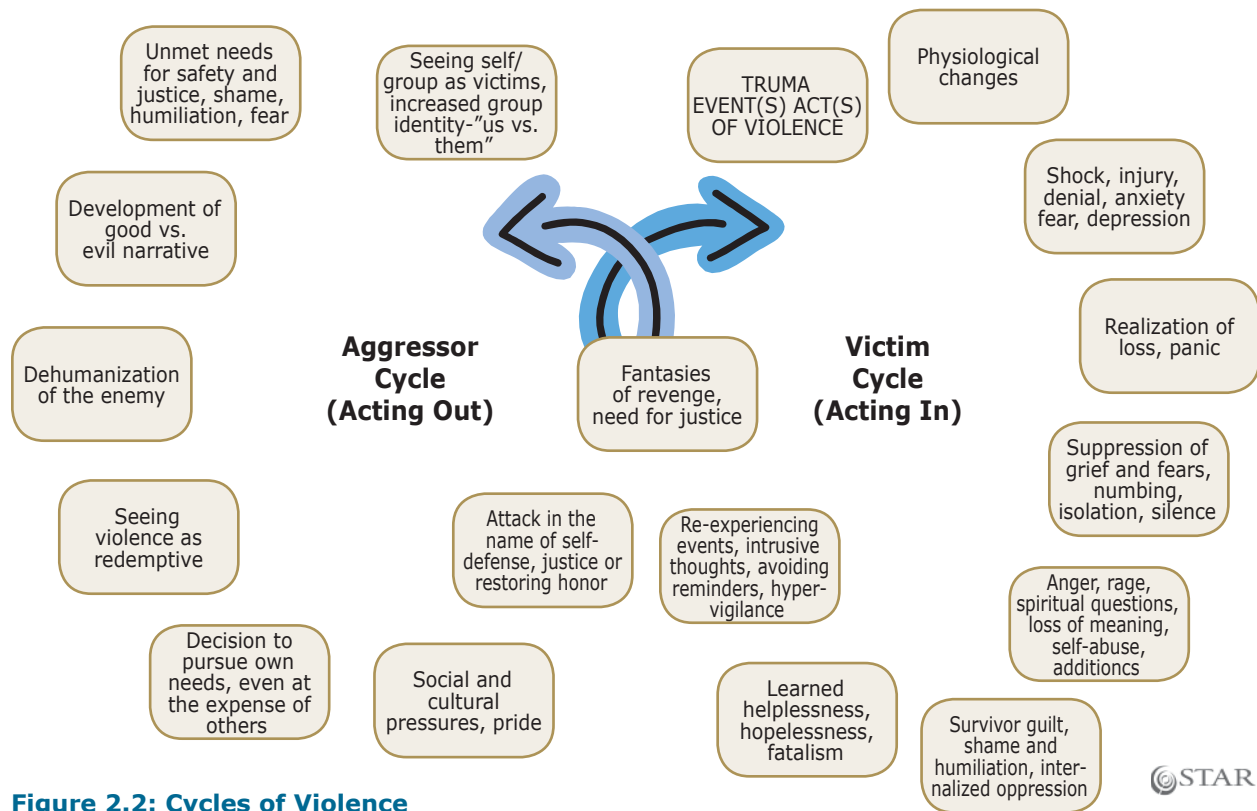 Unmet needs
for safety and
justice, shame,
humiliation, fear
Seeing self/
group as victims,
increased group
identity-”us vs.
them”
TRUMA
EVENT(S) ACT(S)
OF VIOLENCE
Physiological
changes
Shock, injury,
denial, anxiety
fear, depression
Realization of
loss, panic
Suppression of
grief and fears,
numbing,
isolation, silence
Anger, rage,
spiritual questions,
loss of meaning,
self-abuse,
additioncs
Survivor guilt,
shame and
humiliation, inter-
nalized oppression
Learned
helplessness,
hopelessness,
fatalism
Re-experiencing
events, intrusive
thoughts, avoiding
reminders, hyper-
vigilance
Victim
Cycle
(Acting In)
Fantasies
of revenge,
need for justice
Aggressor
Cycle
(Acting Out)
Development of
good vs.
evil narrative
Dehumanization
of the enemy
Seeing
violence as
redemptive
Decision to
pursue own
needs, even at
the expense of
others
Social and
cultural
pressures, pride
Attack in the
name of self-
defense, justice or
restoring honor
STAR
Figure 2.2: Cycles of Violence